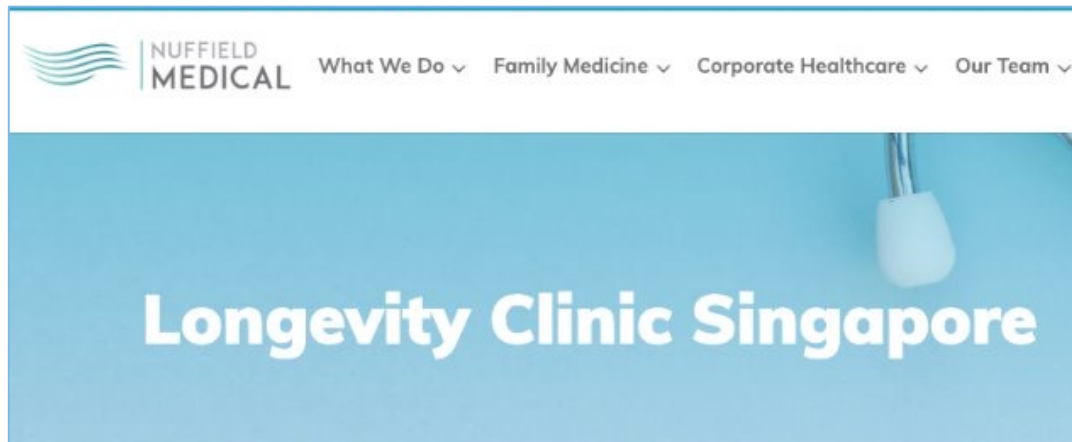 NUFFIELD
MEDICAL
What We Do Family Medicine Corporate Healthcare Our Team
Longevity Clinic Singapore